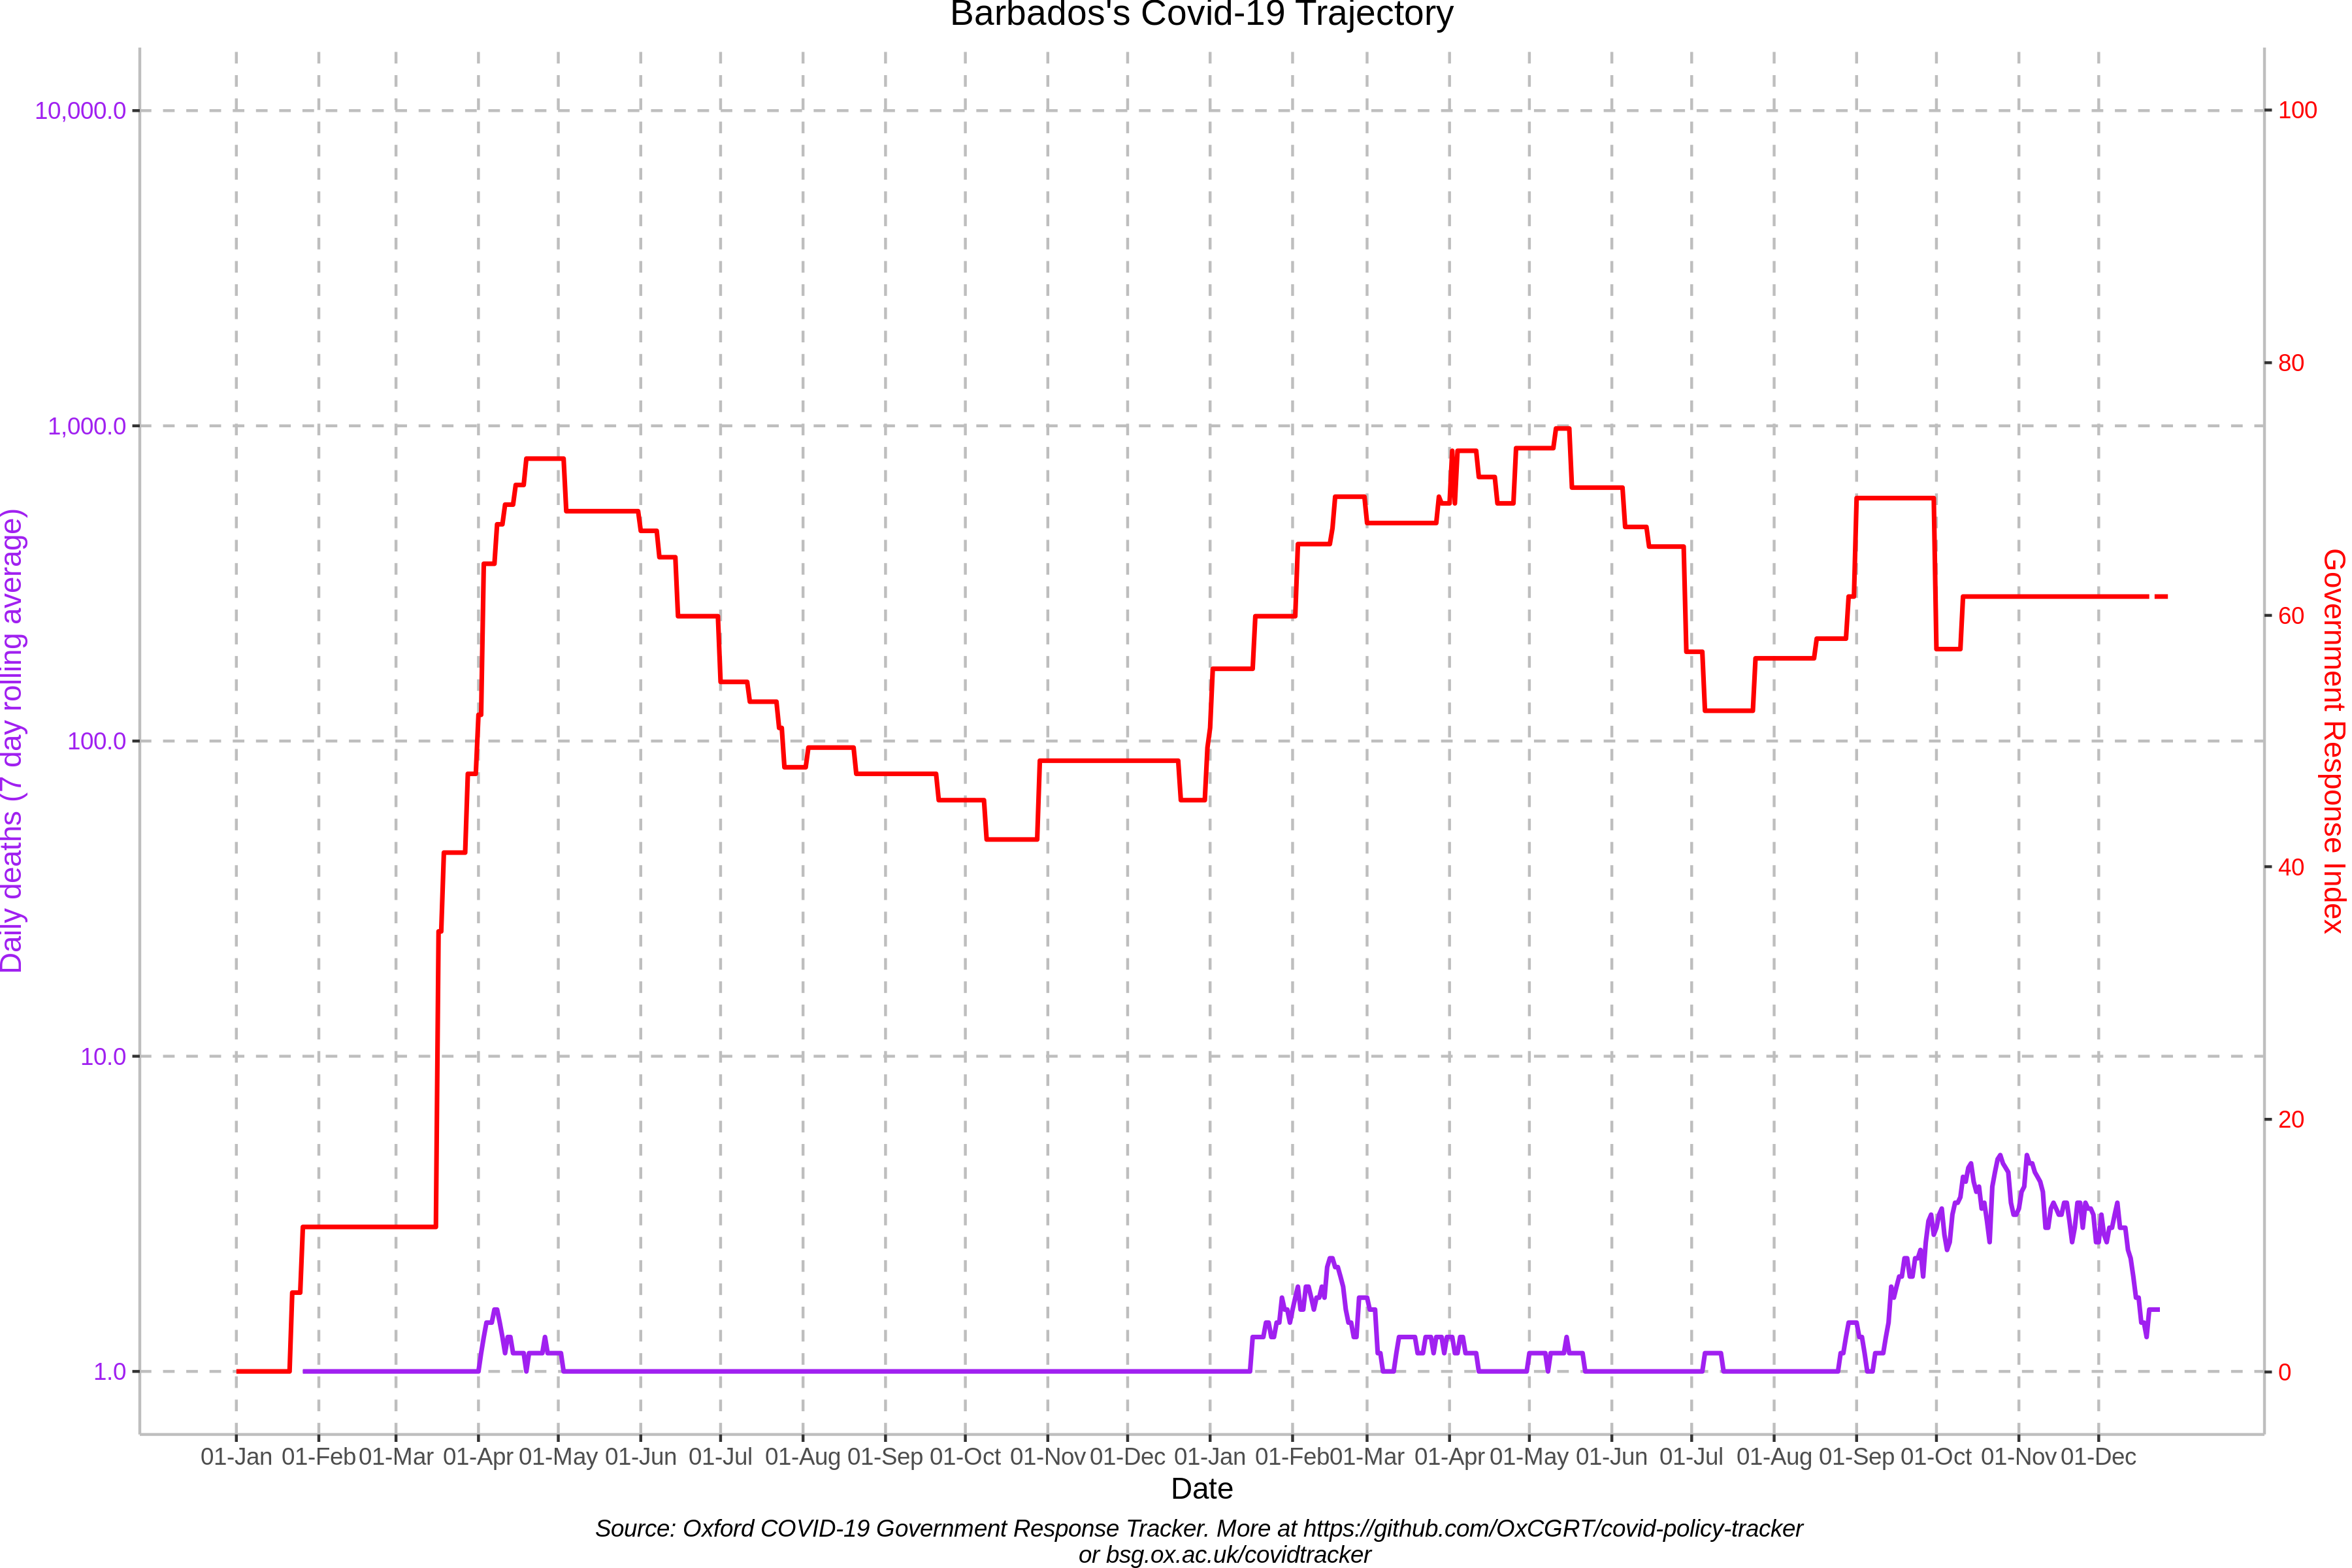 Barbados's Covid-19 Trajectory
10,000.0
1,000.0
100.0
10.0
1.0
Daily deaths (7 day rolling average)
100
80
60
40
20
0
Government Response Index
01-Jan 01-Feb 01-Mar 01-Apr 01-May 01-Jun 01-Jul 01-Aug 01-Sep 01-Oct 01-Nov 01-Dec 01-Jan 01-Feb 01-Mar 01-Apr 01-May 01-Jun 01-Jul 01-Aug 01-Sep 01-Oct 01-Nov 01-Dec
Date
Source: Oxford COVID-19 Government Response Tracker. More at https://github.com/OxCGRT/covid-policy-tracker
or bsg.ox.ac.uk/covidtracker